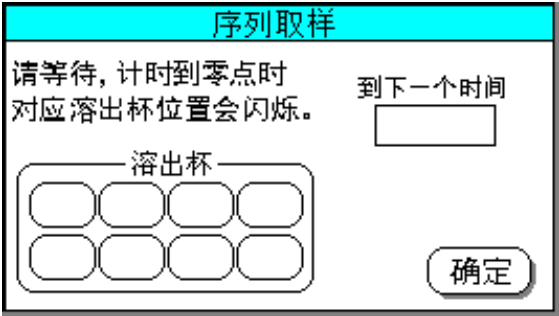 序列取样
请等待, 计时到零点时
对应溶出杯位置会闪烁。
到下一个时间
溶出杯
确定